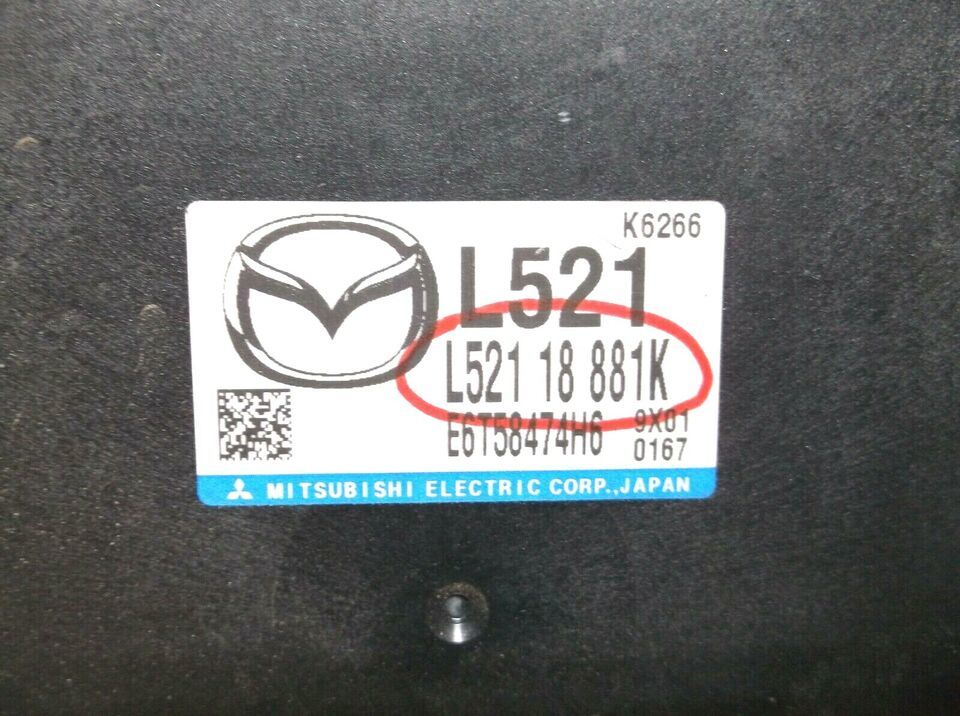 K6266
L521
L521 18 881K
E6T58474H6 9X01
0167
MITSUBISHI ELECTRIC CORP.,JAPAN